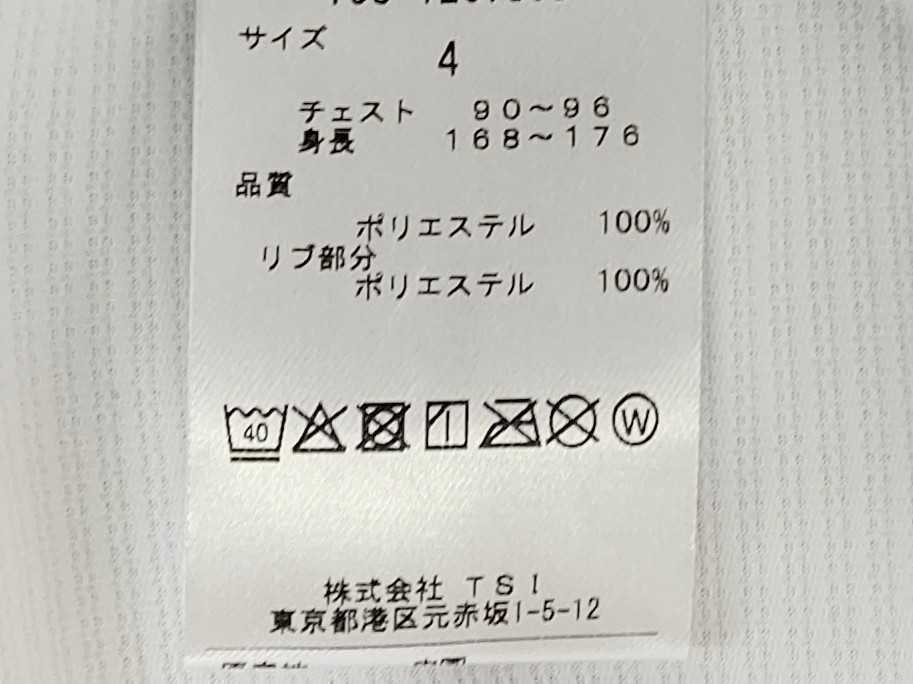 サイズ
4
チェスト 90～96
身長 168～176
品質
ポリエステル 100%
リブ部分
ポリエステル 100%
40 W
株式会社 TSI
東京都港区元赤坂1-5-12